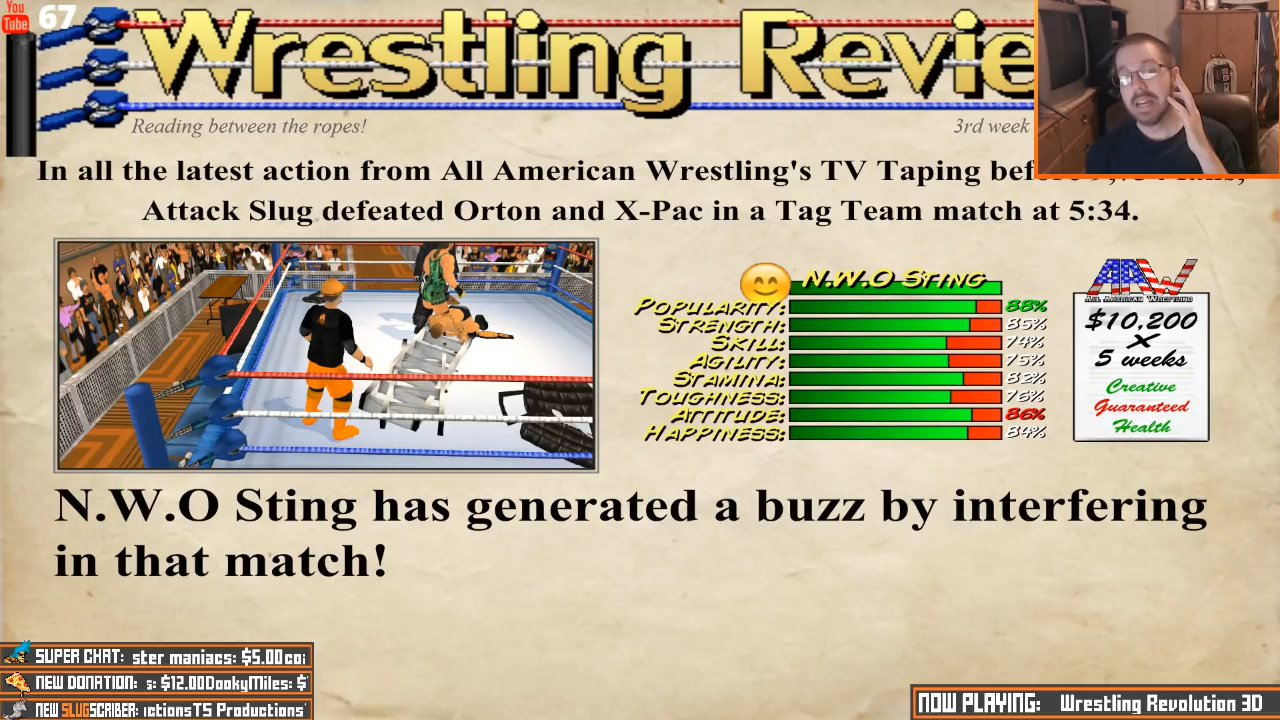 You
Tube 67
Wrestling Revie
Reading between the ropes!
3rd week
In all the latest action from All American Wrestling's TV Taping
Attack Slug defeated Orton and X-Pac in a Tag Team match at 5:34.
N.W.O Sting
Popularity: 88%
Strength: 85%
Skill: 74%
Agility: 75%
Stamina: 82%
Toughness: 76%
Attitude: 86%
Happiness: 84%
AAW
All American Wrestling
$10,200
X
5 weeks
Creative
Guaranteed
Health
N.W.O Sting has generated a buzz by interfering
in that match!
SUPER CHAT: ster maniacs: $5.00coi
NEW DONATION: s: $12.00DookyMiles: $
NEW SLUGSCRIBER: ictionsTS Productions
NOW PLAYING: Wrestling Revolution 3D